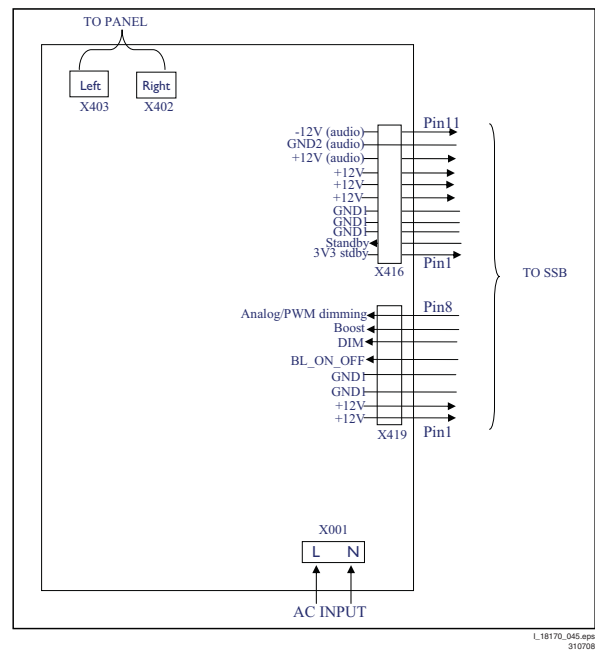 TO PANEL
Left Right
X403 X402
-12V (audio) Pin11
GND2 (audio)
+12V (audio)
+12V
+12V
+12V
GND1
GND1
GND1
Standby
3V3 stdby
X416 Pin1
TO SSB
Analog/PWM dimming Pin8
Boost
DIM
BL_ON_OFF
GND1
GND1
+12V
+12V
X419 Pin1
X001
L N
AC INPUT
I_18170_045.eps
310708